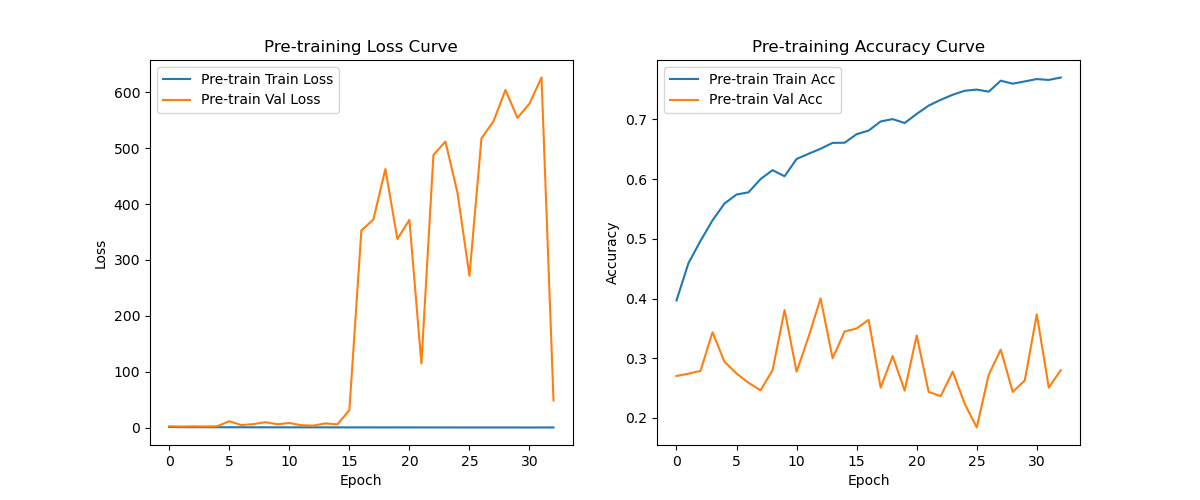 Pre-training Loss Curve
Pre-train Train Loss
Pre-train Val Loss
600
500
400
300
200
100
0
Loss
0 5 10 15 20 25 30
Epoch
Pre-training Accuracy Curve
Pre-train Train Acc
Pre-train Val Acc
0.7
0.6
0.5
0.4
0.3
0.2
Accuracy
0 5 10 15 20 25 30
Epoch